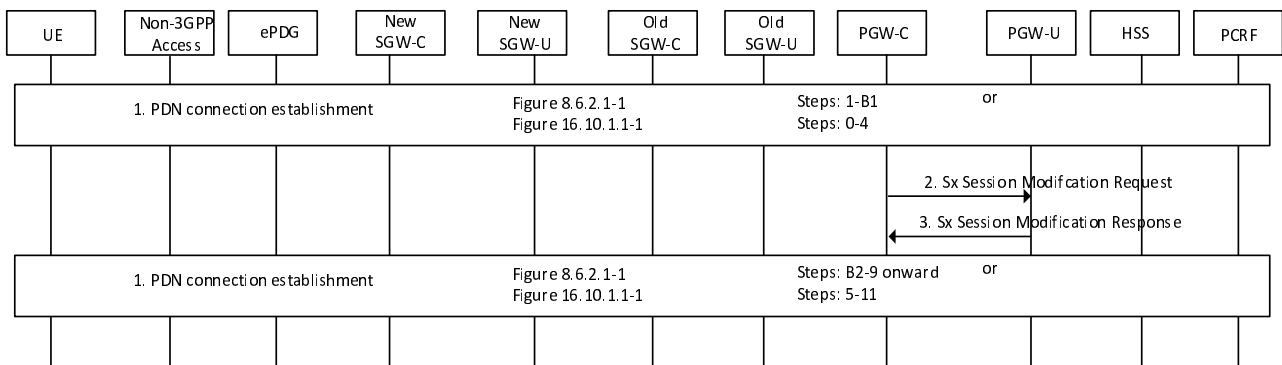 UE
Non-3GPP
Access
ePDG
New
SGW-C
New
SGW-U
Old
SGW-C
Old
SGW-U
PGW-C
PGW-U
HSS
PCRF
1. PDN connection establishment
Figure 8.6.2.1-1
Figure 16.10.1.1-1
Steps: 1-B1
or
Steps: 0-4
2. Sx Session Modifcation Request
3. Sx Session Modification Response
1. PDN connection establishment
Figure 8.6.2.1-1
Figure 16.10.1.1-1
Steps: B2-9 onward
or
Steps: 5-11